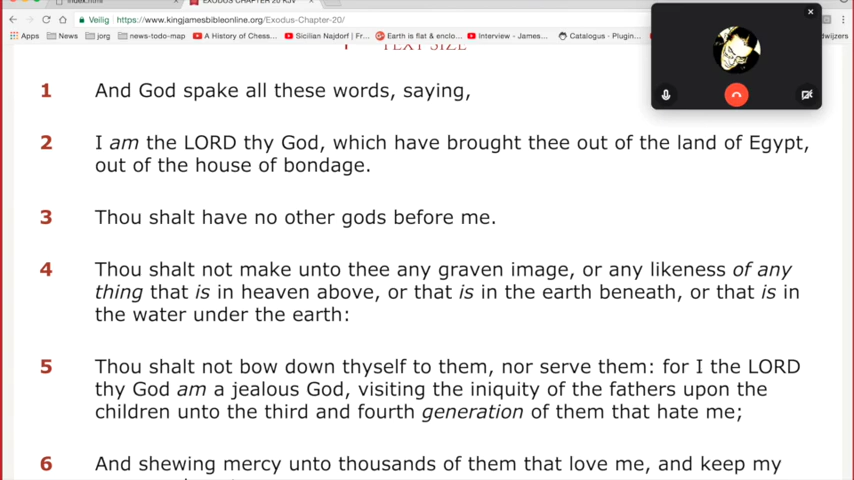 index.html
EXODUS CHAPTER 20 KJV
Veilig https://www.kingjamesbibleonline.org/Exodus-Chapter-20/
Apps News jorg news-todo-map A History of Chess... Sicilian Najdorf | Fr... Earth is flat & enclo... Interview - James... Catalogus - Plugin... dwijzers
TEXT SIZE
1 And God spake all these words, saying,
2 I am the LORD thy God, which have brought thee out of the land of Egypt,
out of the house of bondage.
3 Thou shalt have no other gods before me.
4 Thou shalt not make unto thee any graven image, or any likeness of any
thing that is in heaven above, or that is in the earth beneath, or that is in
the water under the earth:
5 Thou shalt not bow down thyself to them, nor serve them: for I the LORD
thy God am a jealous God, visiting the iniquity of the fathers upon the
children unto the third and fourth generation of them that hate me;
6 And shewing mercy unto thousands of them that love me, and keep my